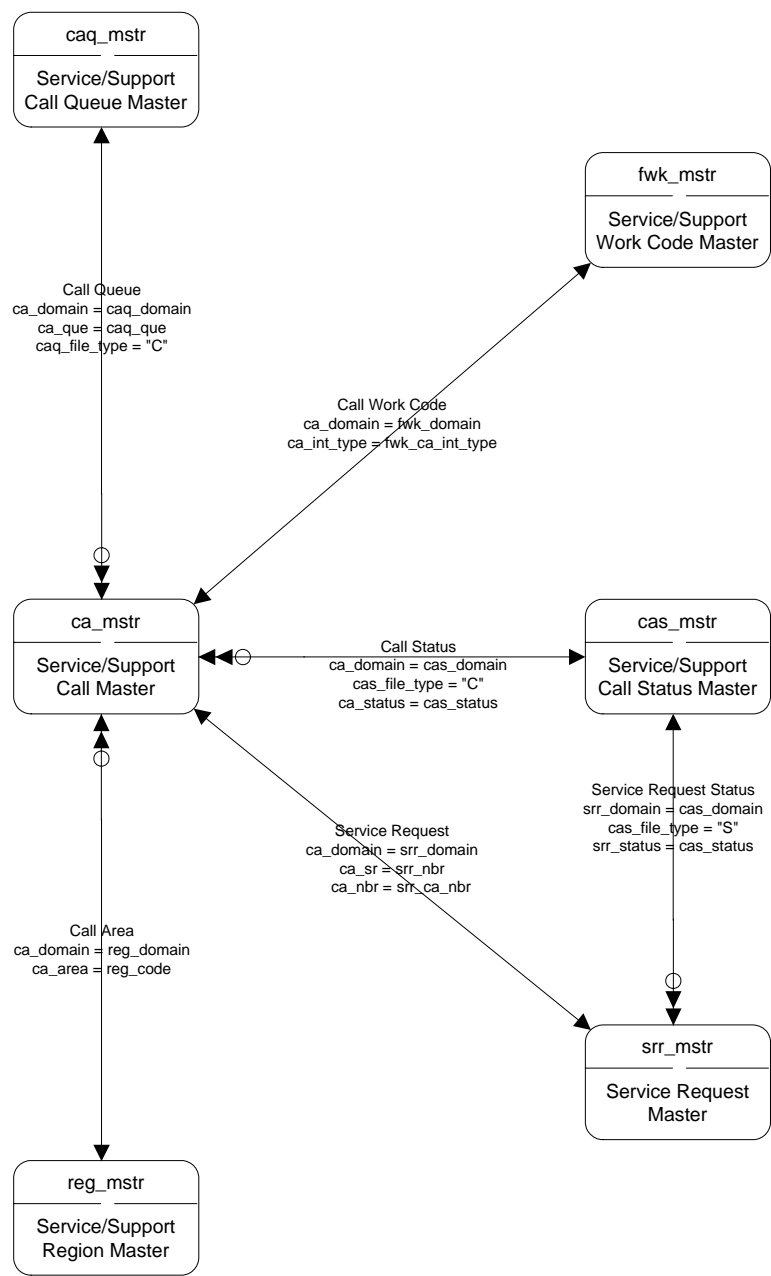 caq_mstr
Service/Support
Call Queue Master
fwk_mstr
Service/Support
Work Code Master
Call Queue
ca_domain = caq_domain
ca_que = caq_que
caq_file_type = "C"
Call Work Code
ca_domain = fwk_domain
ca_int_type = fwk_ca_int_type
ca_mstr
Service/Support
Call Master
Call Status
ca_domain = cas_domain
cas_file_type = "C"
ca_status = cas_status
cas_mstr
Service/Support
Call Status Master
Service Request Status
srr_domain = cas_domain
cas_file_type = "S"
srr_status = cas_status
Service Request
ca_domain = srr_domain
ca_sr = srr_nbr
ca_nbr = srr_ca_nbr
Call Area
ca_domain = reg_domain
ca_area = reg_code
srr_mstr
Service Request
Master
reg_mstr
Service/Support
Region Master